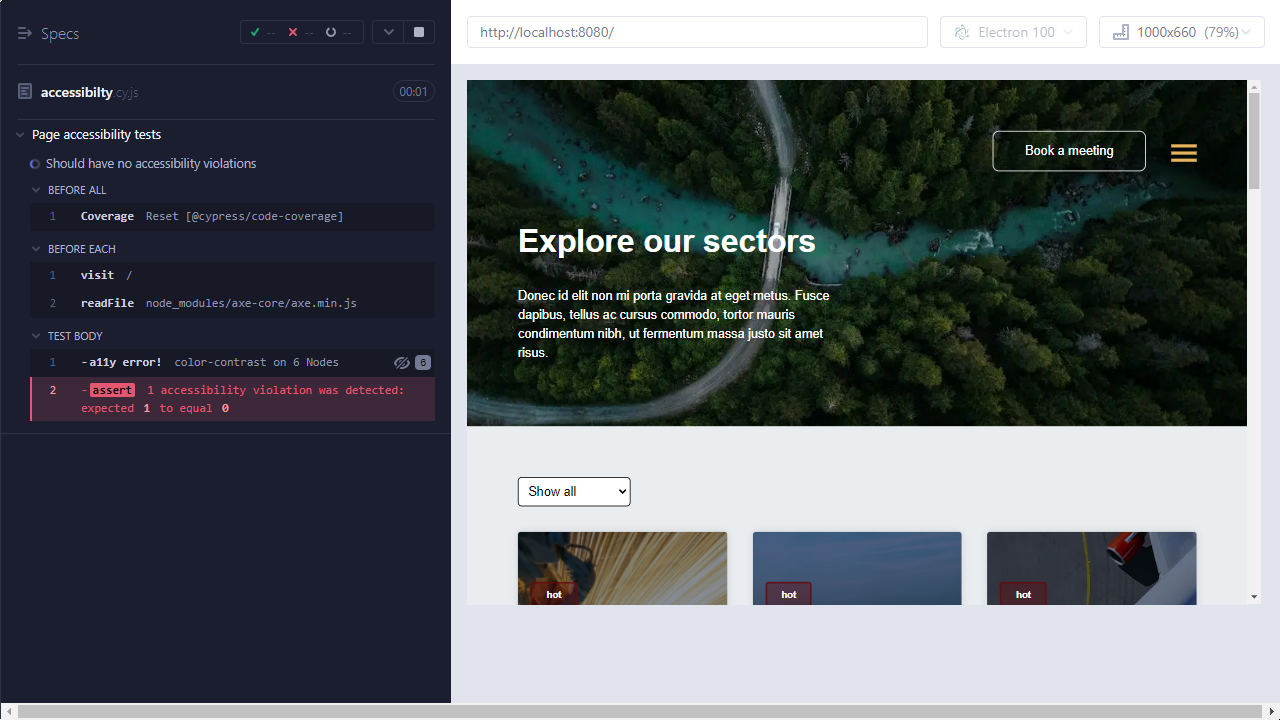 Specs
-- -- --
accessibilty.cy.js
00:01
Page accessibility tests
Should have no accessibility violations
BEFORE ALL
1 Coverage Reset [@cypress/code-coverage]
BEFORE EACH
1 visit /
2 readFile node_modules/axe-core/axe.min.js
TEST BODY
1 -a11y error! color-contrast on 6 Nodes 6
2 -assert 1 accessibility violation was detected:
expected 1 to equal 0
http://localhost:8080/
Electron 100
1000x660 (79%)
Book a meeting
Explore our sectors
Donec id elit non mi porta gravida at eget metus. Fusce
dapibus, tellus ac cursus commodo, tortor mauris
condimentum nibh, ut fermentum massa justo sit amet
risus.
Show all
hot
hot
hot